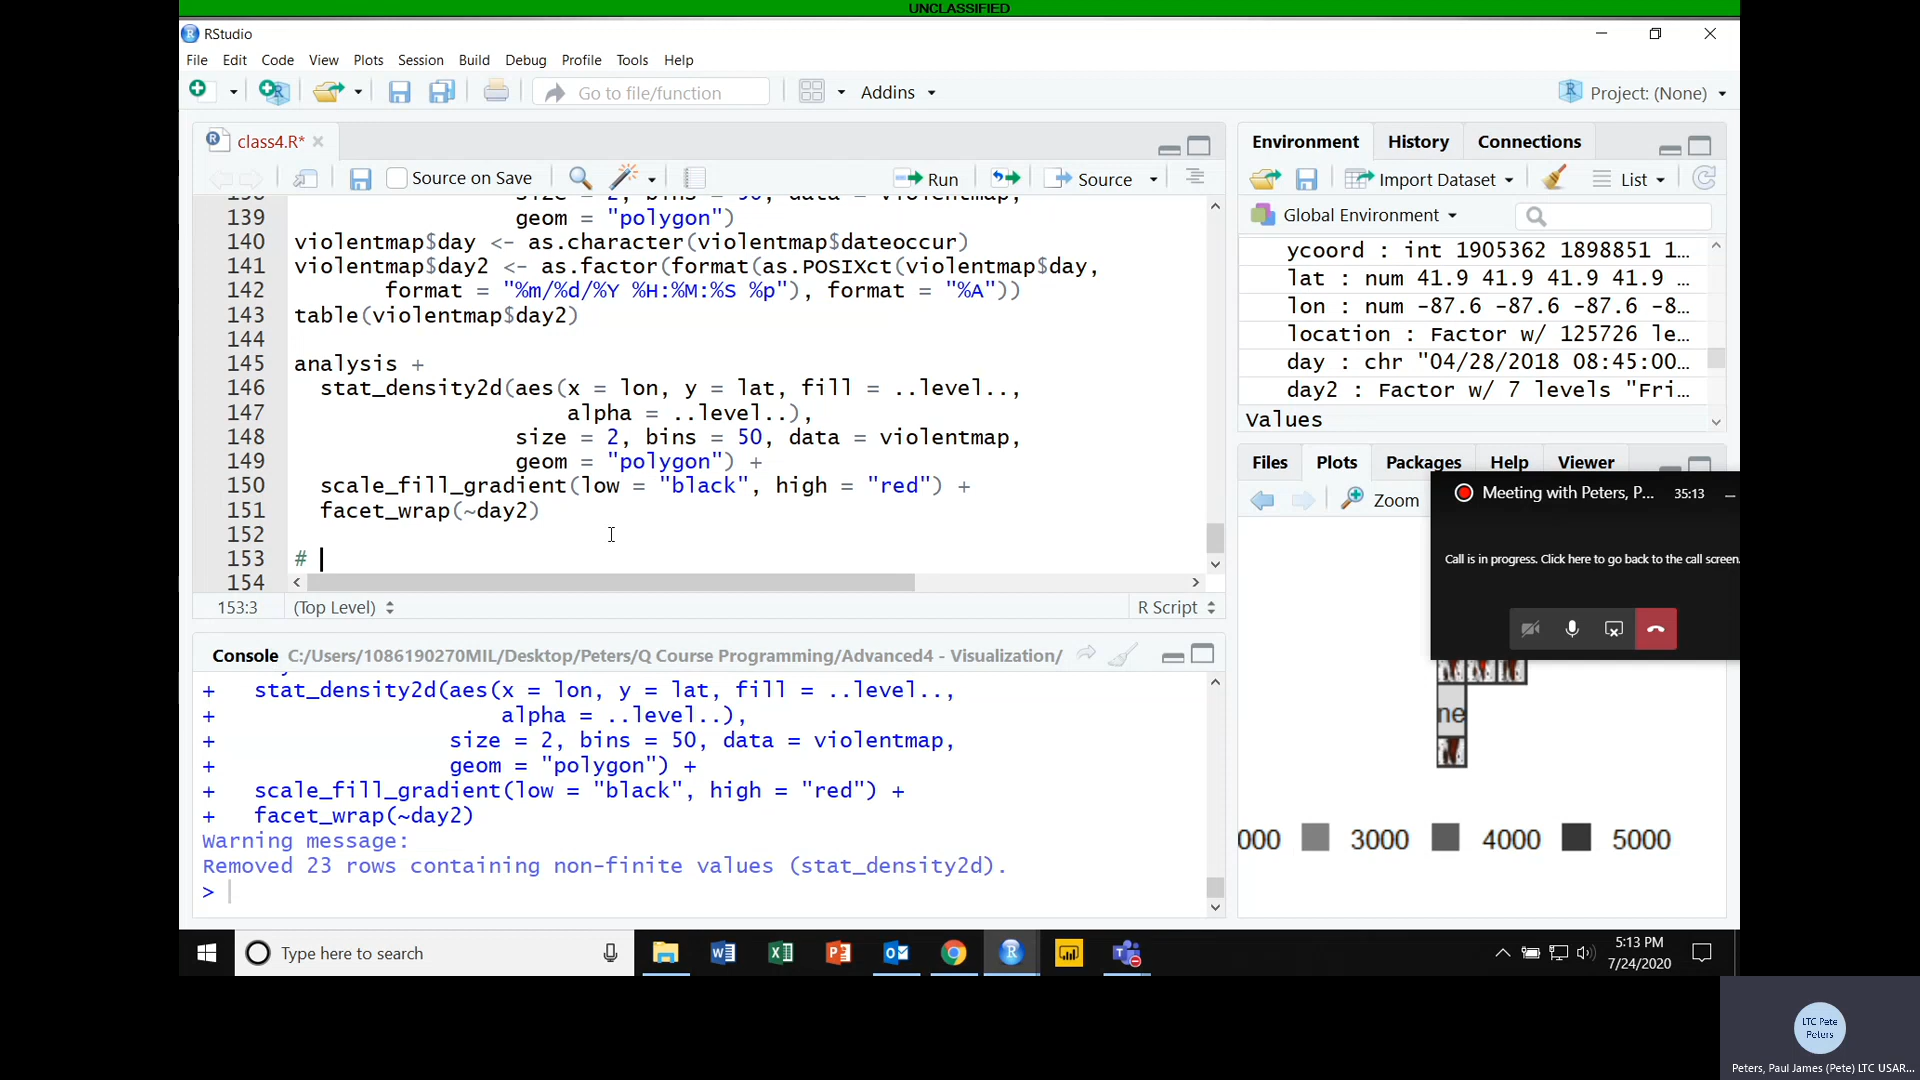 UNCLASSIFIED
RStudio
File Edit Code View Plots Session Build Debug Profile Tools Help
Go to file/function
Addins
Project: (None)
class4.R*
Source on Save
Run
Source
139 geom = "polygon")
140 violentmap$day <- as.character(violentmap$dateoccur)
141 violentmap$day2 <- as.factor(format(as.POSIXct(violentmap$day,
142 format = "%m/%d/%Y %H:%M:%S %p"), format = "%A"))
143 table(violentmap$day2)
144
145 analysis +
146 stat_density2d(aes(x = lon, y = lat, fill = ..level..,
147 alpha = ..level..),
148 size = 2, bins = 50, data = violentmap,
149 geom = "polygon") +
150 scale_fill_gradient(low = "black", high = "red") +
151 facet_wrap(~day2)
152
153 #
154
153:3 (Top Level) R Script
Console C:/Users/1086190270MIL/Desktop/Peters/Q Course Programming/Advanced4 - Visualization/
+ stat_density2d(aes(x = lon, y = lat, fill = ..level..,
+ alpha = ..level..),
+ size = 2, bins = 50, data = violentmap,
+ geom = "polygon") +
+ scale_fill_gradient(low = "black", high = "red") +
+ facet_wrap(~day2)
Warning message:
Removed 23 rows containing non-finite values (stat_density2d).
>
Environment History Connections
Import Dataset
List
Global Environment
ycoord : int 1905362 1898851 1...
lat : num 41.9 41.9 41.9 41.9 ...
lon : num -87.6 -87.6 -87.6 -8...
location : Factor w/ 125726 le...
day : chr "04/28/2018 08:45:00...
day2 : Factor w/ 7 levels "Fri...
Values
Files Plots Packages Help Viewer
Zoom
Meeting with Peters, P... 35:13
Call is in progress. Click here to go back to the call screen.
ne
000 3000 4000 5000
Type here to search
5:13 PM
7/24/2020
LTC Pete
Peters
Peters, Paul James (Pete) LTC USAR...